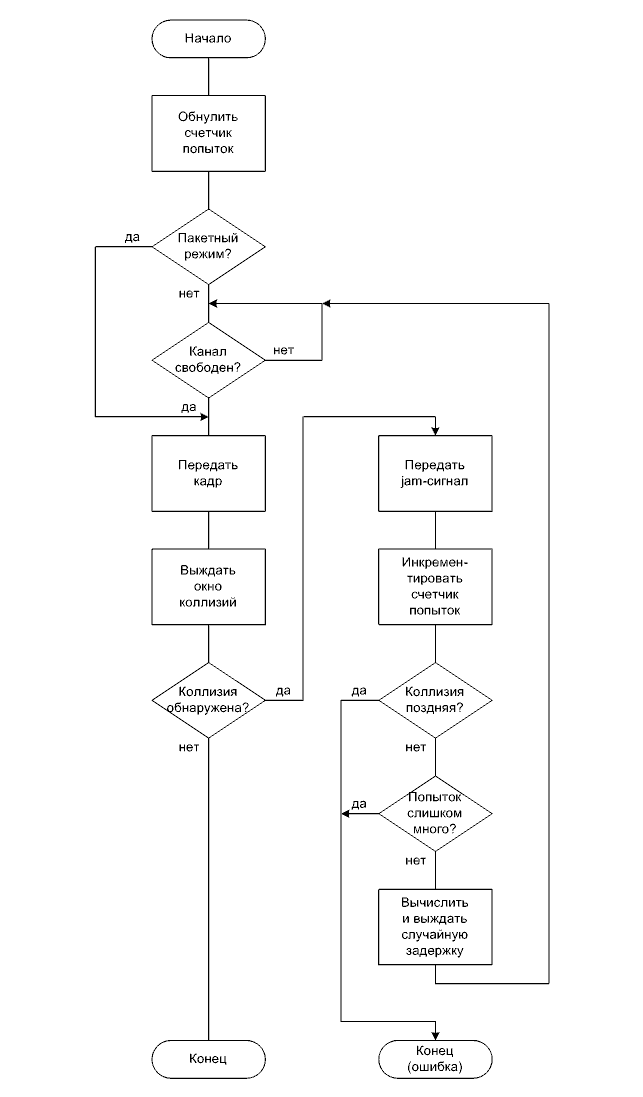 Начало
Обнулить
счетчик
попыток
да
Пакетный
режим?
нет
Канал
свободен?
нет
да
Передать
кадр
Выждать
окно
коллизий
Коллизия
обнаружена?
да
нет
Конец
Передать
jam-сигнал
Инкремен-
тировать
счетчик
попыток
да
Коллизия
поздняя?
нет
да
Попыток
слишком
много?
нет
Вычислить
и выждать
случайную
задержку
Конец
(ошибка)